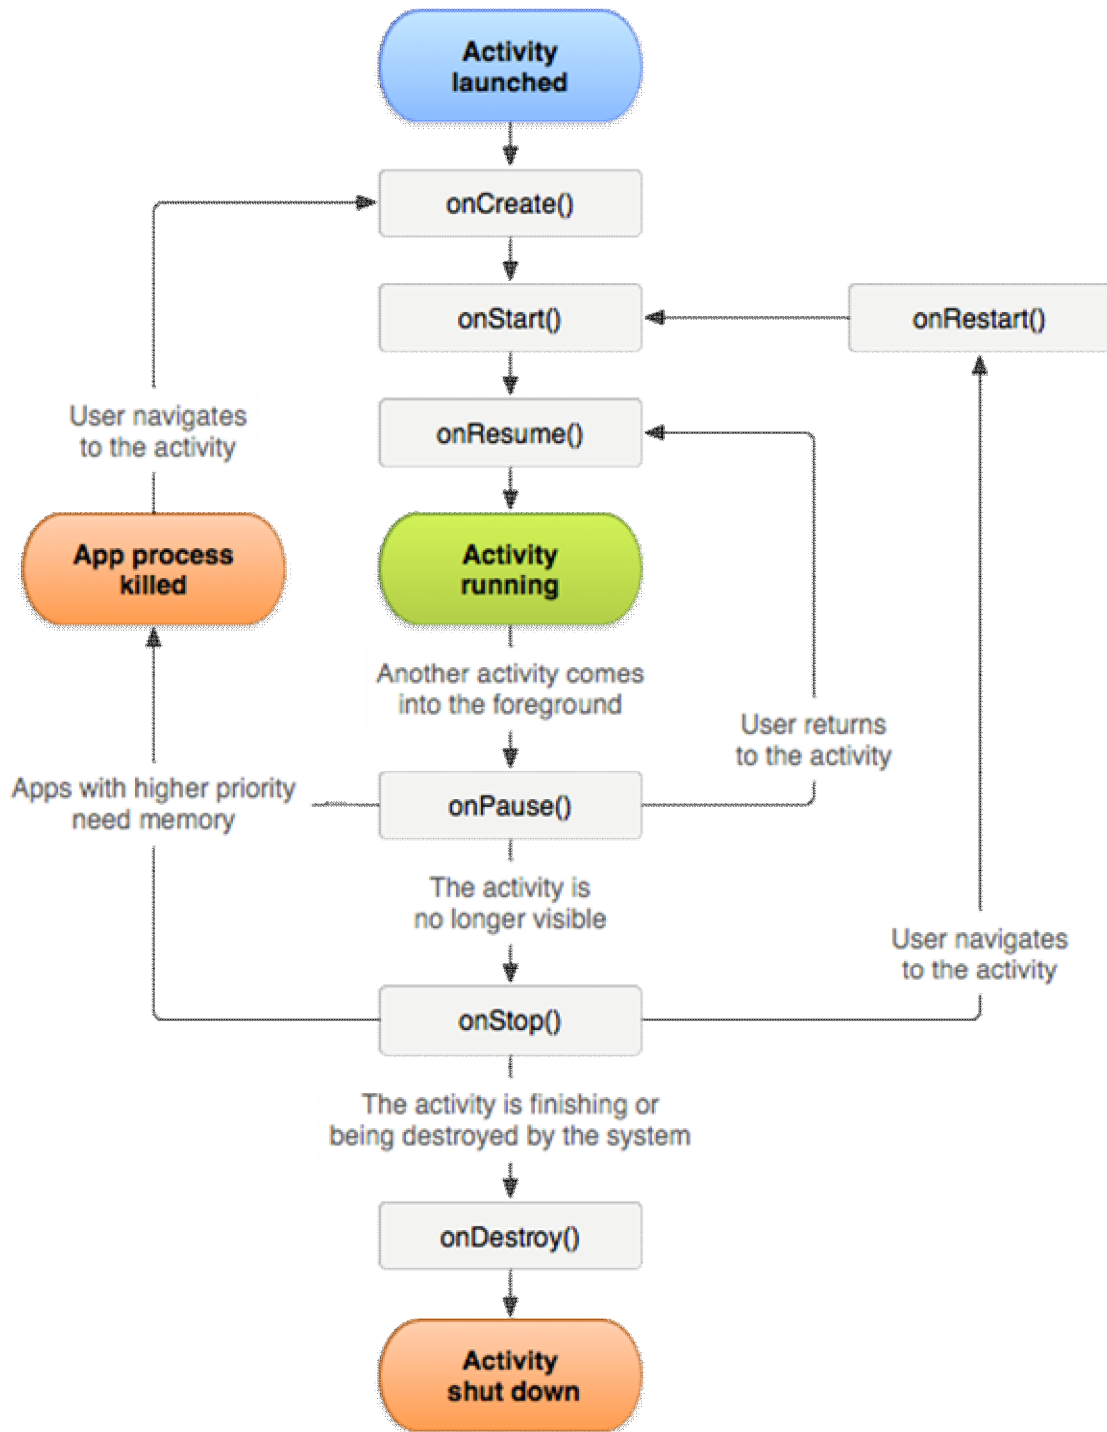 Activity
launched
onCreate()
onStart()
onRestart()
User navigates
to the activity
onResume()
App process
killed
Activity
running
Another activity comes
into the foreground
User returns
to the activity
Apps with higher priority
need memory
onPause()
The activity is
no longer visible
User navigates
to the activity
onStop()
The activity is finishing or
being destroyed by the system
onDestroy()
Activity
shut down